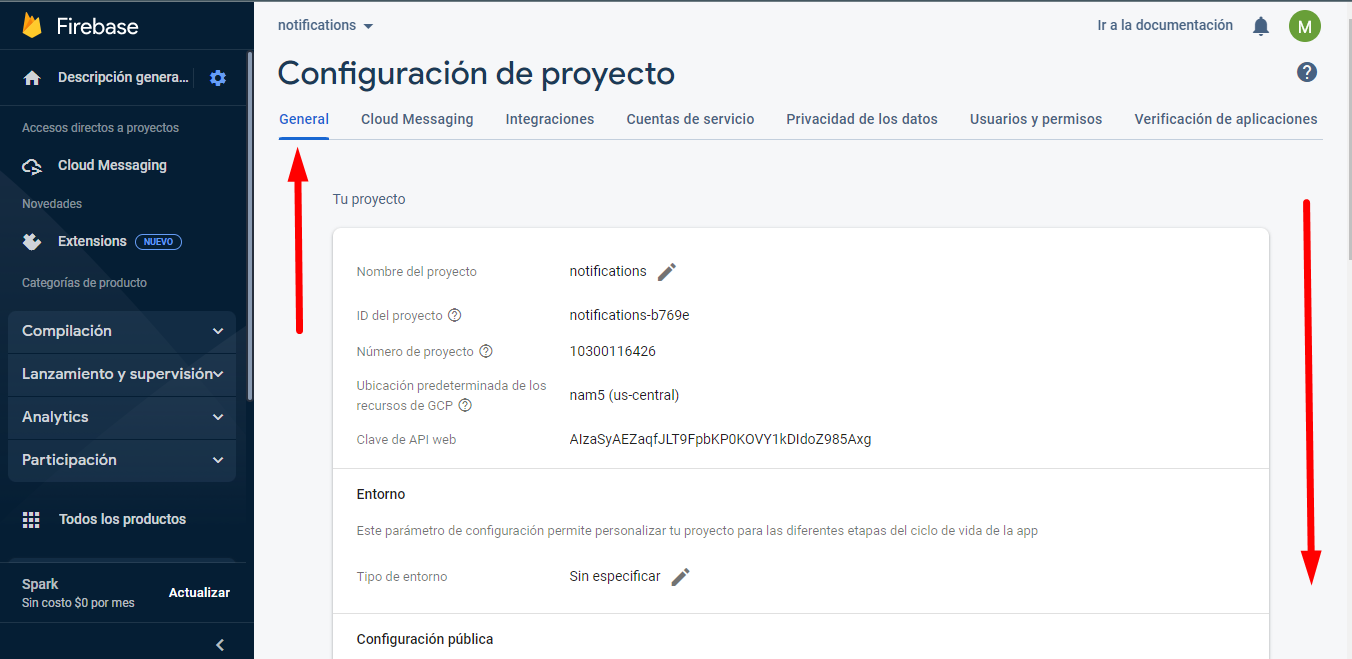 Firebase
Descripción genera...
Accesos directos a proyectos
Cloud Messaging
Novedades
Extensions NUEVO
Categorías de producto
Compilación
Lanzamiento y supervisión
Analytics
Participación
Todos los productos
Spark
Sin costo $0 por mes
Actualizar
notifications
Ir a la documentación
M
Configuración de proyecto
?
General Cloud Messaging Integraciones Cuentas de servicio Privacidad de los datos Usuarios y permisos Verificación de aplicaciones
Tu proyecto
Nombre del proyecto notifications
ID del proyecto ? notifications-b769e
Número de proyecto ? 10300116426
Ubicación predeterminada de los
recursos de GCP ? nam5 (us-central)
Clave de API web AIzaSyAEZaqfJLT9FpbKP0KOVY1kDIdoZ985Axg
Entorno
Este parámetro de configuración permite personalizar tu proyecto para las diferentes etapas del ciclo de vida de la app
Tipo de entorno Sin especificar
Configuración pública